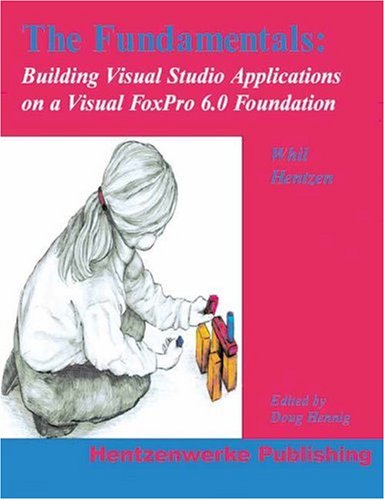 The Fundamentals:
Building Visual Studio Applications
on a Visual FoxPro 6.0 Foundation
Whil
Hentzen
Edited by
Doug Hennig
Hentzenwerke Publishing